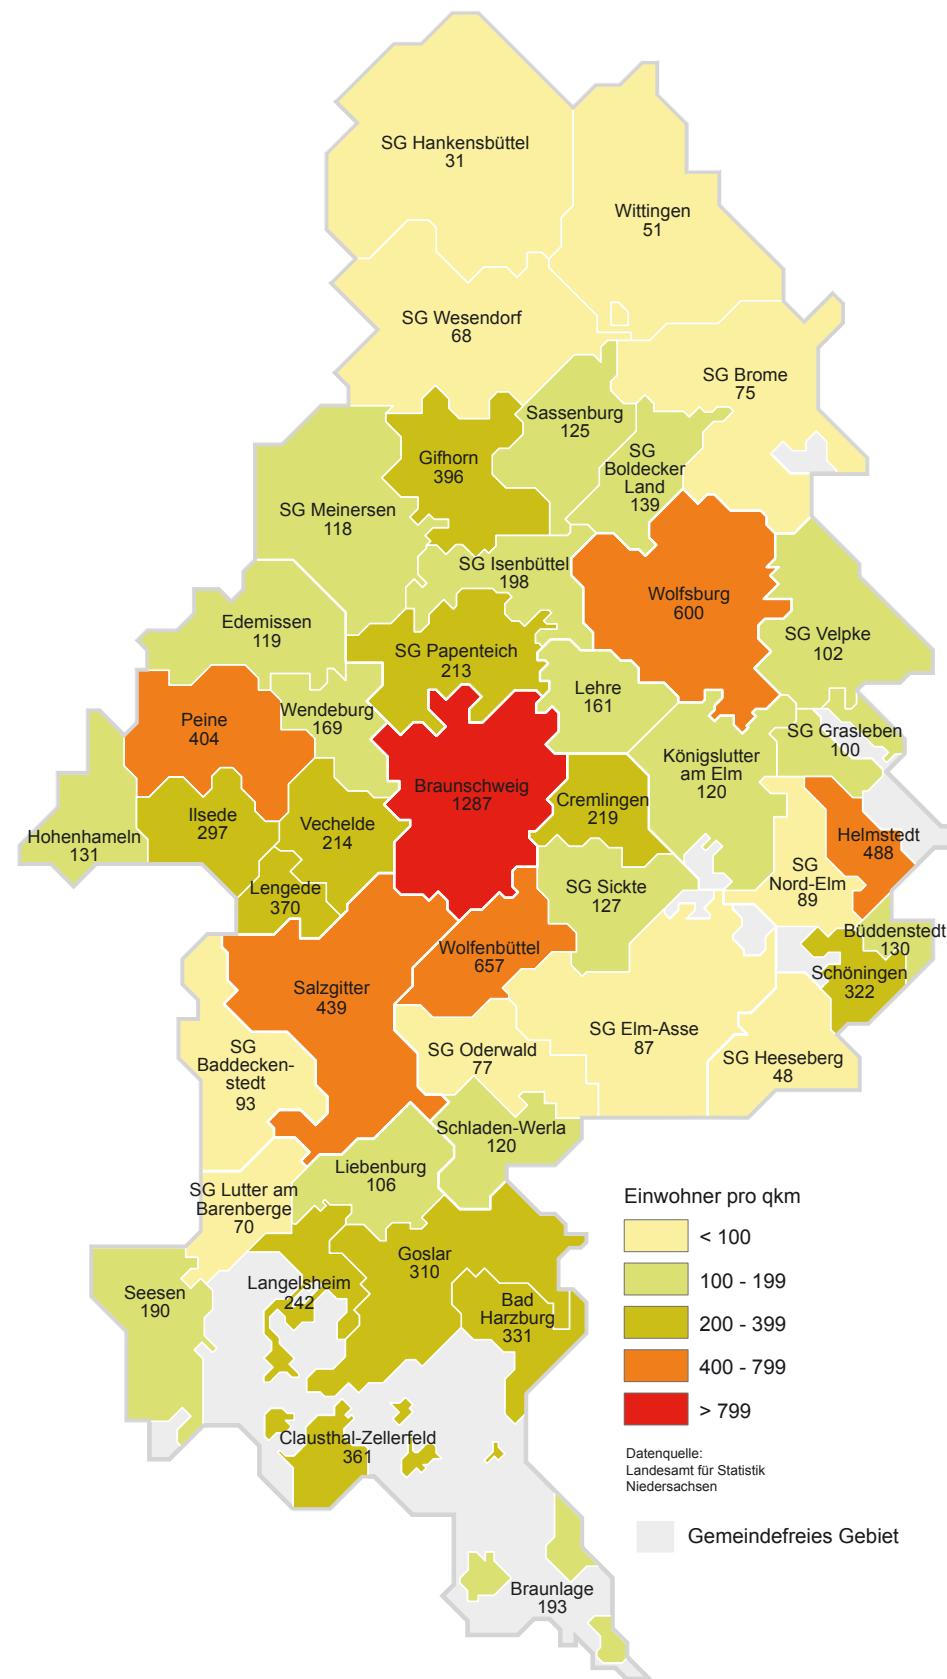 SG Hankensbüttel
31
Wittingen
51
SG Wesendorf
68
SG Brome
75
Sassenburg
125
Gifhorn
396
SG
Boldecker
Land
139
SG Meinersen
118
SG Isenbüttel
198
Wolfsburg
600
Edemissen
119
SG Papenteich
213
SG Velpke
102
Lehre
161
Wendeburg
169
Peine
404
SG Grasleben
100
Königslutter
am Elm
120
Braunschweig
1287
Cremlingen
219
Ilsede
297
Vechelde
214
Hohenhameln
131
Helmstedt
488
SG
Nord-Elm
89
Lengede
370
SG Sickte
127
Büddenstedt
130
Wolfenbüttel
657
Schöningen
322
Salzgitter
439
SG Elm-Asse
87
SG Oderwald
77
SG Heeseberg
48
SG
Baddecken-
stedt
93
Schladen-Werla
120
Liebenburg
106
SG Lutter am
Barenberge
70
Goslar
310
Langelsheim
242
Seesen
190
Bad
Harzburg
331
Clausthal-Zellerfeld
361
Braunlage
193
Einwohner pro qkm
< 100
100 - 199
200 - 399
400 - 799
> 799
Datenquelle:
Landesamt für Statistik
Niedersachsen
Gemeindefreies Gebiet